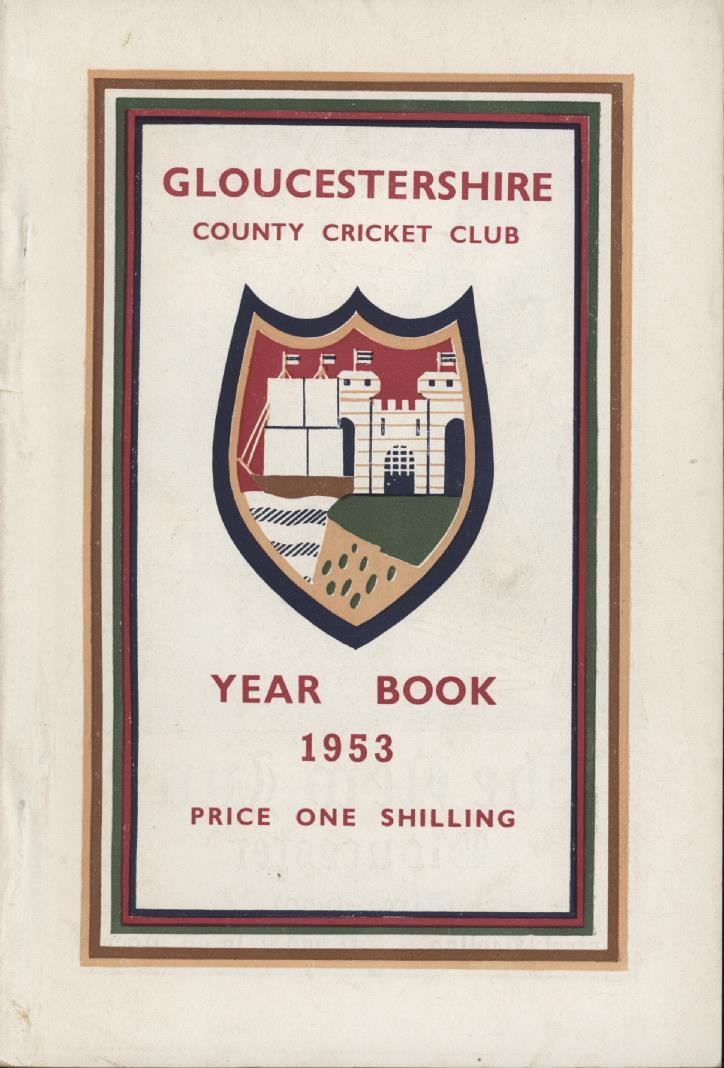 GLOUCESTERSHIRE
COUNTY CRICKET CLUB
YEAR BOOK
1953
PRICE ONE SHILLING